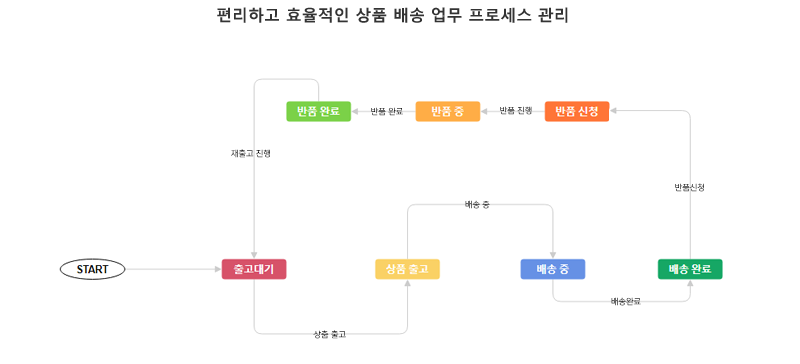 편리하고 효율적인 상품 배송 업무 프로세스 관리
반품 완료
반품 완료
반품 중
반품 진행
반품 신청
재출고 진행
반품신청
배송 중
START
출고대기
상품 출고
배송 중
배송 완료
배송완료
상춤 출고